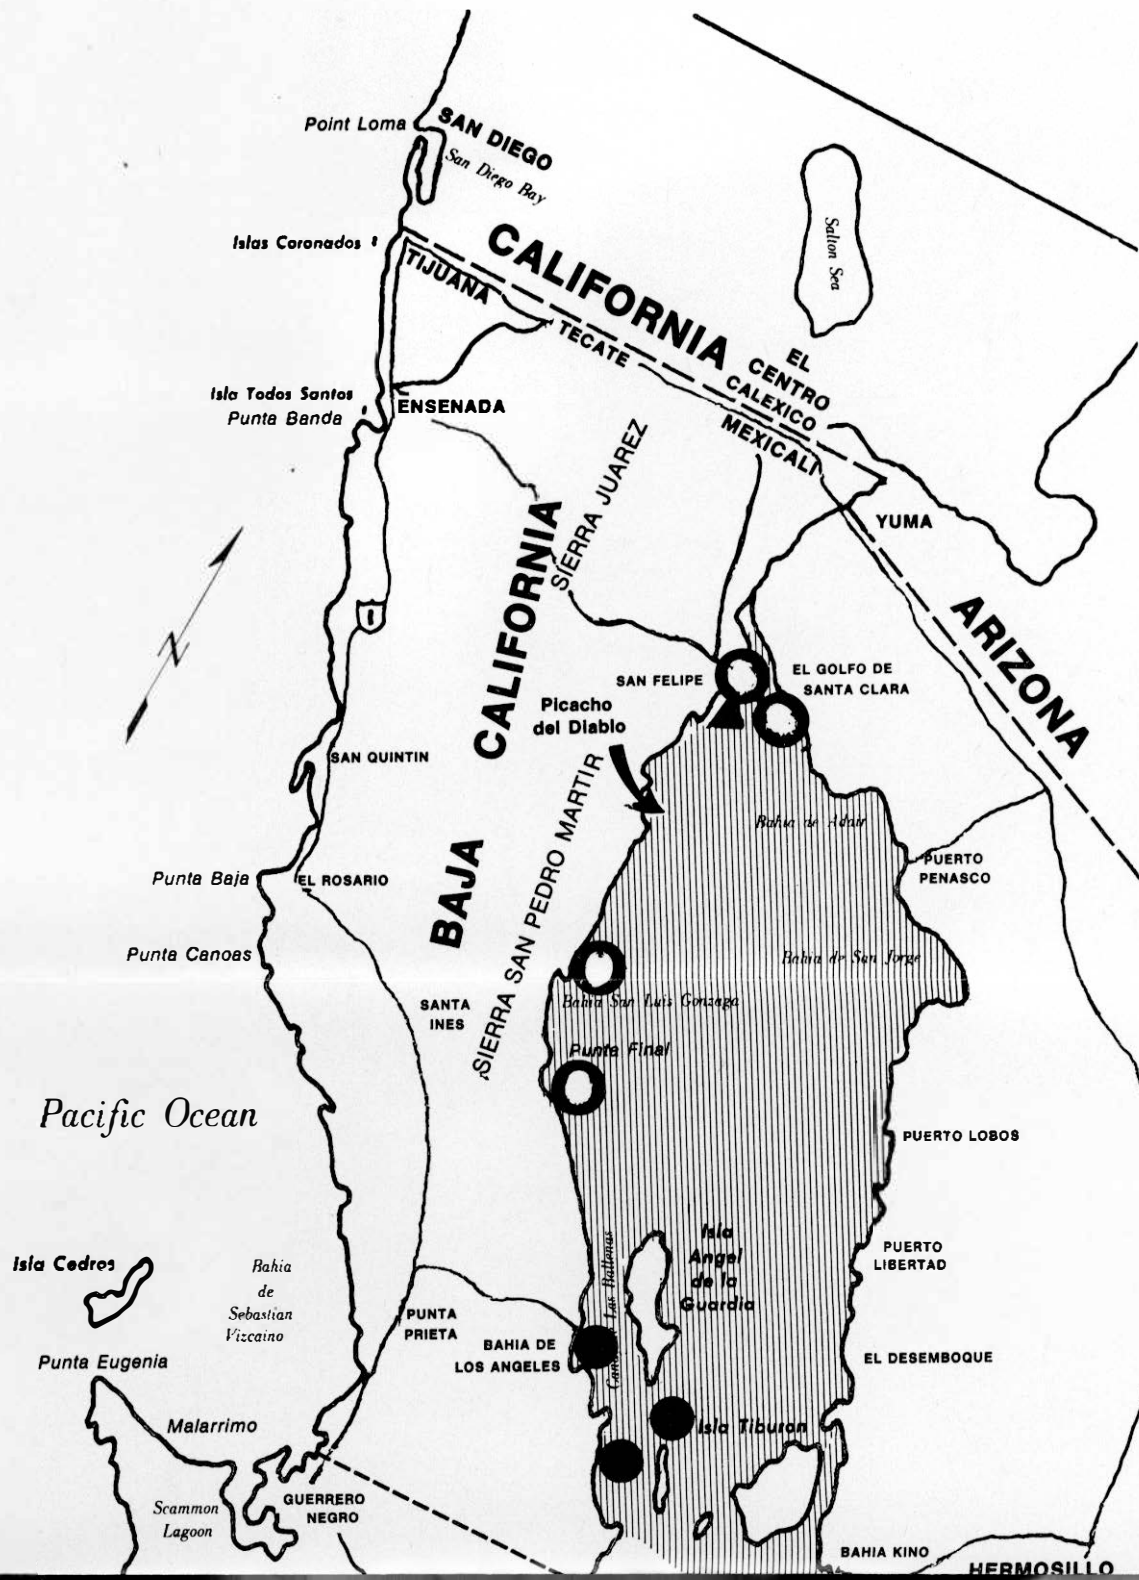 Point Loma
SAN DIEGO
San Diego Bay
Salton Sea
Islas Coronados
CALIFORNIA
TIJUANA
TECATE
EL
CENTRO
CALEXICO
MEXICALI
Isla Todos Santos
Punta Banda
ENSENADA
SIERRA JUAREZ
YUMA
ARIZONA
N
1
BAJA CALIFORNIA
SAN FELIPE
EL GOLFO DE
SANTA CLARA
Picacho
del Diablo
SAN QUINTIN
SIERRA SAN PEDRO MARTIR
Bahia de Adair
PUERTO
PENASCO
Punta Baja
EL ROSARIO
Punta Canoas
Bahia de San Jorge
SANTA
INES
Bahia San Luis Gonzaga
Punta Final
Pacific Ocean
PUERTO LOBOS
Isla
Angel
de la
Guardia
PUERTO
LIBERTAD
Isla Cedros
Bahia
de
Sebastian
Vizcaino
Las Ballenas
PUNTA
PRIETA
BAHIA DE
LOS ANGELES
EL DESEMBOQUE
Punta Eugenia
Malarrimo
Isla Tiburon
GUERRERO
NEGRO
Scammon
Lagoon
BAHIA KINO
HERMOSILLO